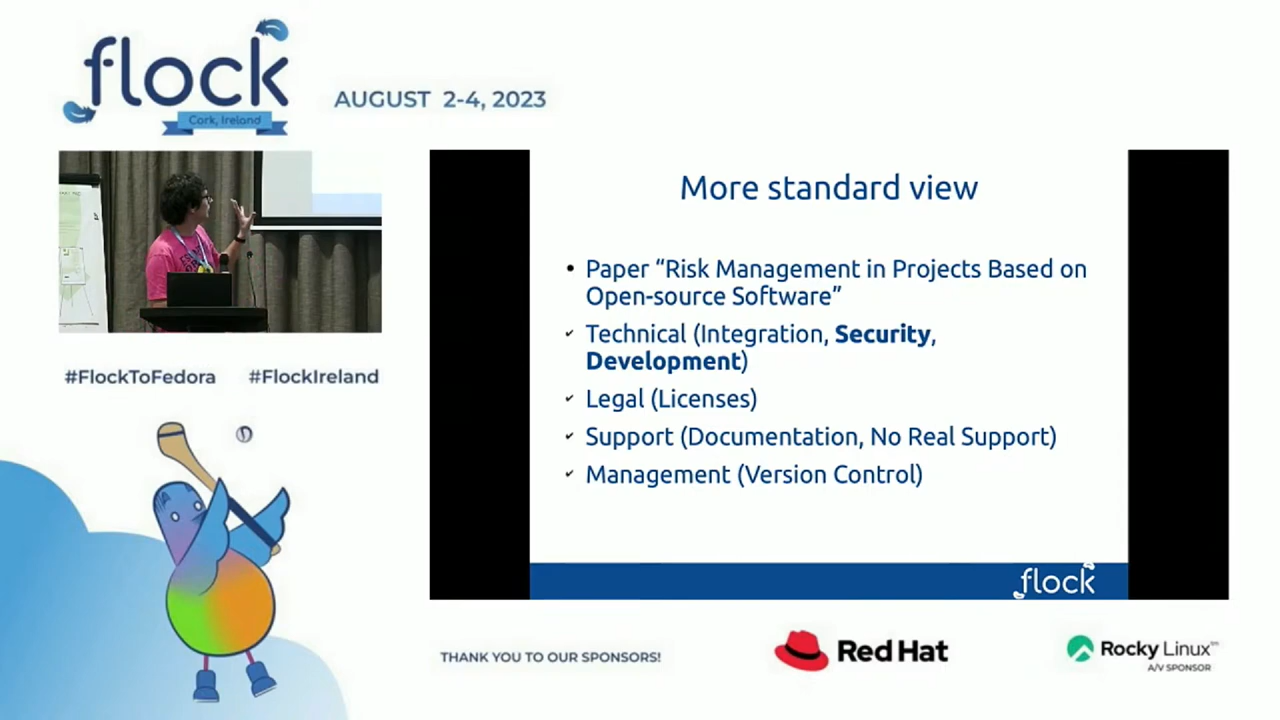 flock
Cork, Ireland
AUGUST 2-4, 2023
#FlockToFedora #FlockIreland
More standard view
• Paper “Risk Management in Projects Based on
Open-source Software”
✓ Technical (Integration, Security,
Development)
✓ Legal (Licenses)
✓ Support (Documentation, No Real Support)
✓ Management (Version Control)
flock
THANK YOU TO OUR SPONSORS!
Red Hat
Rocky Linux™
A/V SPONSOR